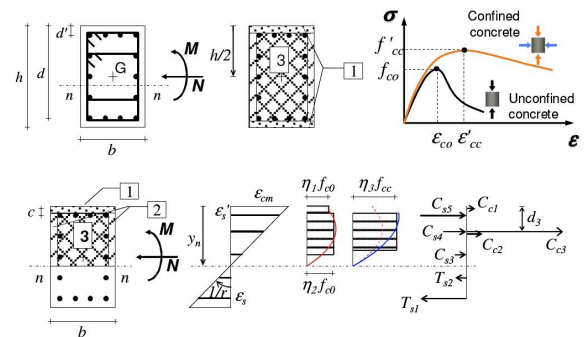 d'
h
d
G
M
N
n
n
b
h/2
3
1
σ
f'cc
fco
Confined
concrete
Unconfined
concrete
εco
ε'cc
ε
1
2
c
3
M
N
n
n
b
yn
ε's
εcm
1/r
εs
η1fc0
η2fc0
η3fcc
Cs5
Cs4
Cs3
Ts2
Ts1
Cc1
Cc2
Cc3
d3